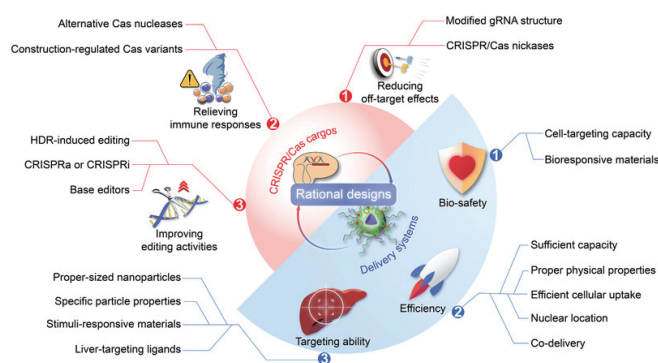 Alternative Cas nucleases
Construction-regulated Cas variants
Relieving
immune responses
2
Modified gRNA structure
CRISPR/Cas nickases
Reducing
off-target effects
1
HDR-induced editing
CRISPRa or CRISPRi
Base editors
Improving
editing activities
3
CRISPR/Cas cargos
Rational designs
Delivery systems
Cell-targeting capacity
Bioresponsive materials
1
Bio-safety
Sufficient capacity
Proper physical properties
Efficient cellular uptake
Nuclear location
Co-delivery
2
Efficiency
Proper-sized nanoparticles
Specific particle properties
Stimuli-responsive materials
Liver-targeting ligands
Targeting ability
3